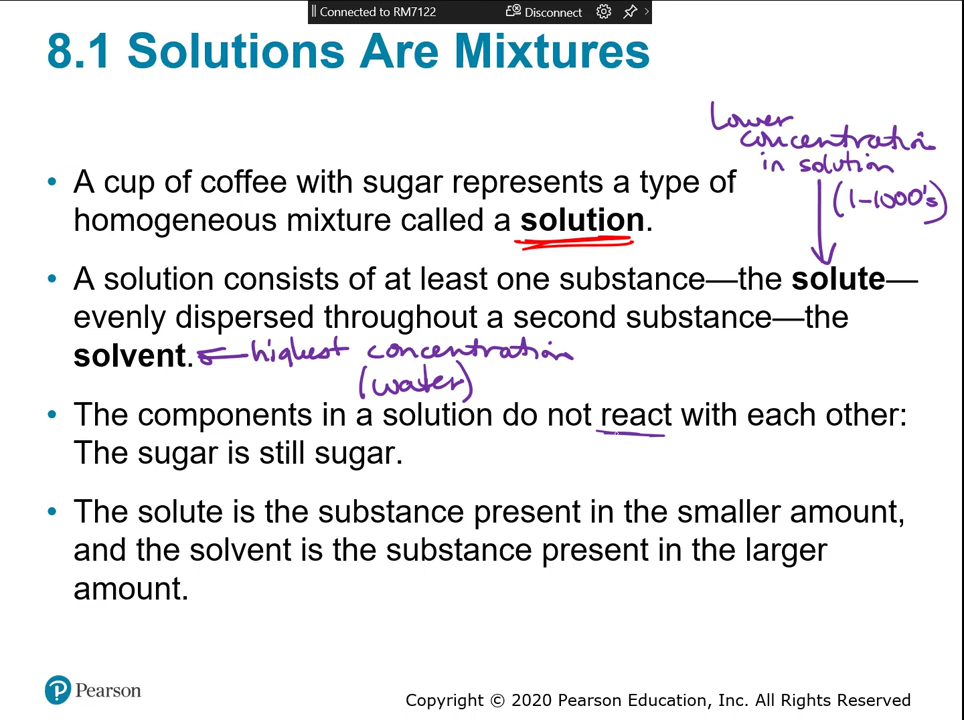 Connected to RM7122
Disconnect
8.1 Solutions Are Mixtures
Lower
concentration
in solution
(1-1000's)
• A cup of coffee with sugar represents a type of
homogeneous mixture called a solution.
• A solution consists of at least one substance—the solute—
evenly dispersed throughout a second substance—the
solvent. highest concentration
(water)
• The components in a solution do not react with each other:
The sugar is still sugar.
• The solute is the substance present in the smaller amount,
and the solvent is the substance present in the larger
amount.
P Pearson
Copyright © 2020 Pearson Education, Inc. All Rights Reserved